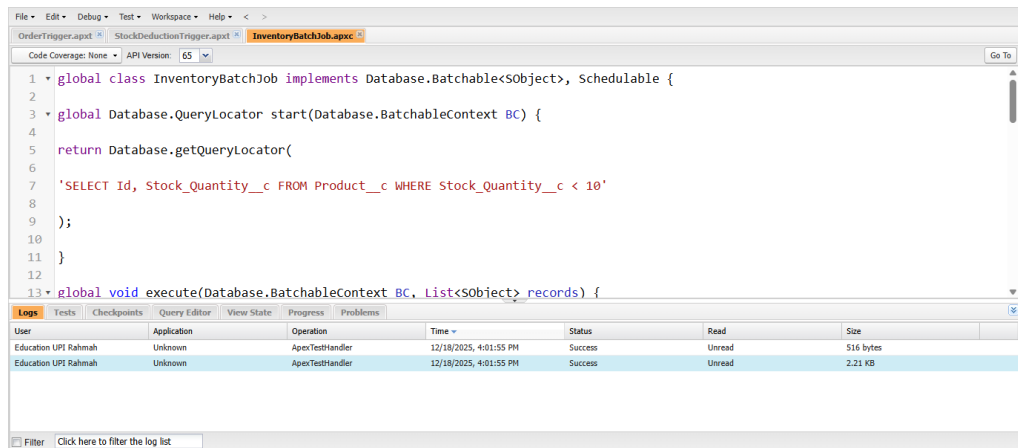 File Edit Debug Test Workspace Help < >
OrderTrigger.apxt StockDeductionTrigger.apxt InventoryBatchJob.apxc
Code Coverage: None API Version: 65 Go To
1 global class InventoryBatchJob implements Database.Batchable<SObject>, Schedulable {
2
3 global Database.QueryLocator start(Database.BatchableContext BC) {
4
5 return Database.getQueryLocator(
6
7 'SELECT Id, Stock_Quantity__c FROM Product__c WHERE Stock_Quantity__c < 10'
8
9 );
10
11 }
12
13 global void execute(Database.BatchableContext BC, List<SObject> records) {
Logs Tests Checkpoints Query Editor View State Progress Problems
User Application Operation Time Status Read Size
Education UPI Rahmah Unknown ApexTestHandler 12/18/2025, 4:01:55 PM Success Unread 516 bytes
Education UPI Rahmah Unknown ApexTestHandler 12/18/2025, 4:01:55 PM Success Unread 2.21 KB
Filter Click here to filter the log list